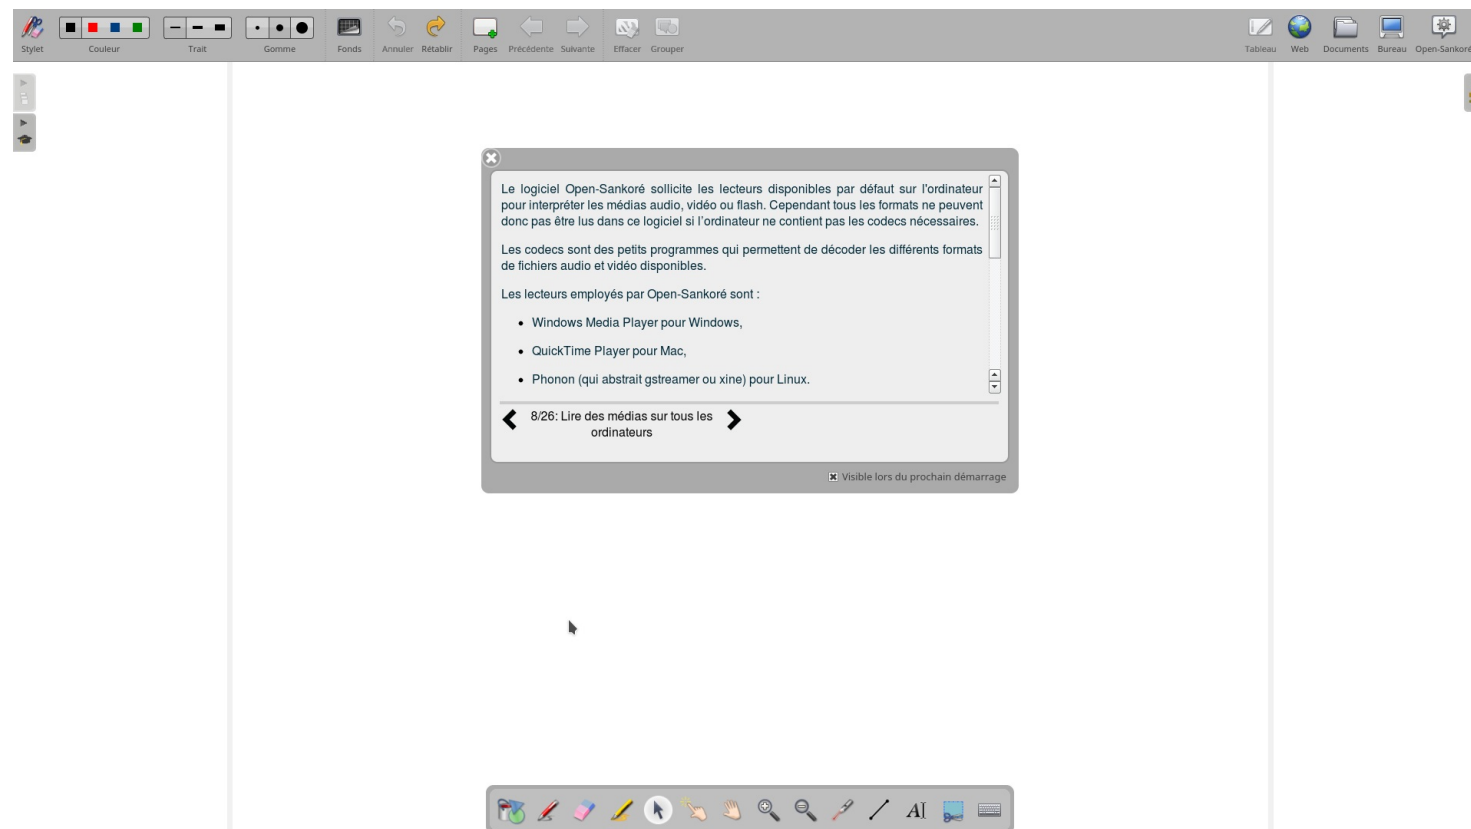 Stylet
Couleur
Trait
Gomme
Fonds
Annuler
Rétablir
Pages
Précédente
Suivante
Effacer
Grouper
Tableau
Web
Documents
Bureau
Open-Sankoré
Le logiciel Open-Sankoré sollicite les lecteurs disponibles par défaut sur l'ordinateur
pour interpréter les médias audio, vidéo ou flash. Cependant tous les formats ne peuvent
donc pas être lus dans ce logiciel si l'ordinateur ne contient pas les codecs nécessaires.
Les codecs sont des petits programmes qui permettent de décoder les différents formats
de fichiers audio et vidéo disponibles.
Les lecteurs employés par Open-Sankoré sont :
• Windows Media Player pour Windows,
• QuickTime Player pour Mac,
• Phonon (qui abstrait gstreamer ou xine) pour Linux.
8/26: Lire des médias sur tous les
ordinateurs
Visible lors du prochain démarrage
AI